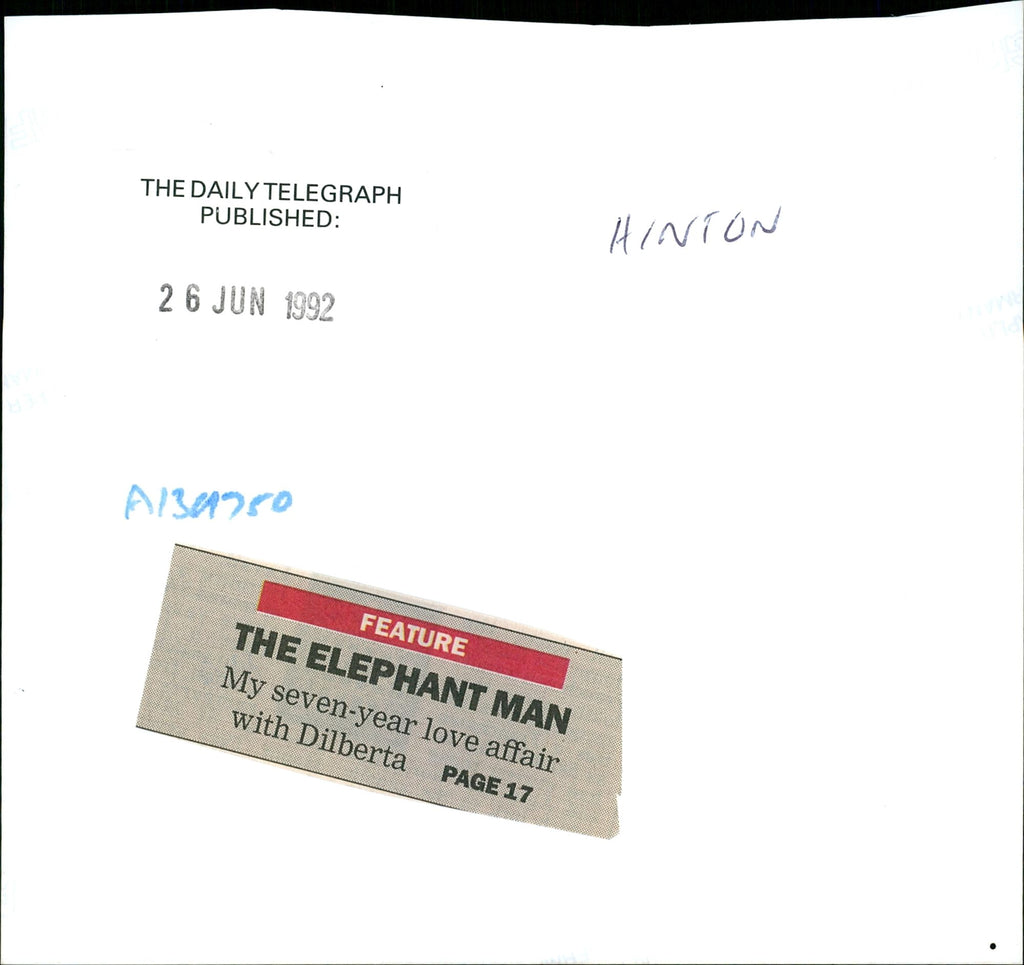 THE DAILY TELEGRAPH
PUBLISHED:
HINTON
26 JUN 1992
FEATURE
THE ELEPHANT MAN
My seven-year love affair
with Dilberta
PAGE 17